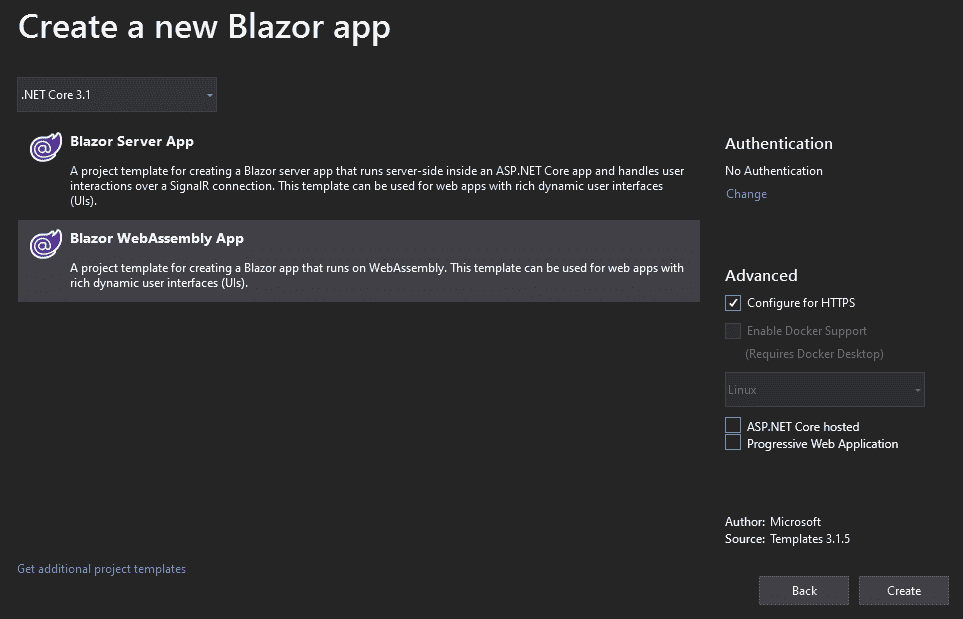 Create a new Blazor app
.NET Core 3.1
Blazor Server App
A project template for creating a Blazor server app that runs server-side inside an ASP.NET Core app and handles user
interactions over a SignalR connection. This template can be used for web apps with rich dynamic user interfaces
(UIs).
Blazor WebAssembly App
A project template for creating a Blazor app that runs on WebAssembly. This template can be used for web apps with
rich dynamic user interfaces (UIs).
Authentication
No Authentication
Change
Advanced
Configure for HTTPS
Enable Docker Support
(Requires Docker Desktop)
Linux
ASP.NET Core hosted
Progressive Web Application
Author: Microsoft
Source: Templates 3.1.5
Get additional project templates
Back
Create